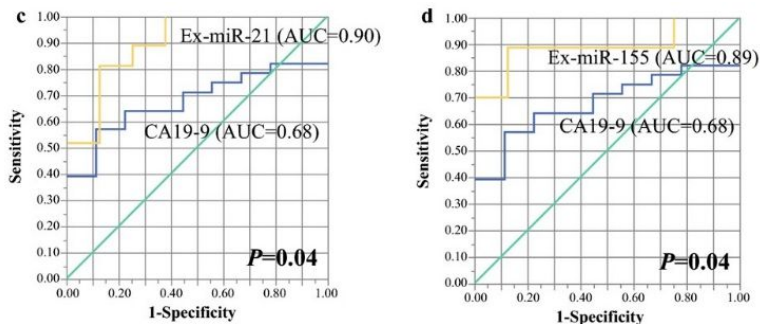 c
1.00
0.90
0.80
0.70
0.60
0.50
0.40
0.30
0.20
0.10
0.00
Sensitivity
Ex-miR-21 (AUC=0.90)
CA19-9 (AUC=0.68)
P=0.04
0.00 0.20 0.40 0.60 0.80 1.00
1-Specificity
d
1.00
0.90
0.80
0.70
0.60
0.50
0.40
0.30
0.20
0.10
0.00
Sensitivity
Ex-miR-155 (AUC=0.89)
CA19-9 (AUC=0.68)
P=0.04
0.00 0.20 0.40 0.60 0.80 1.00
1-Specificity